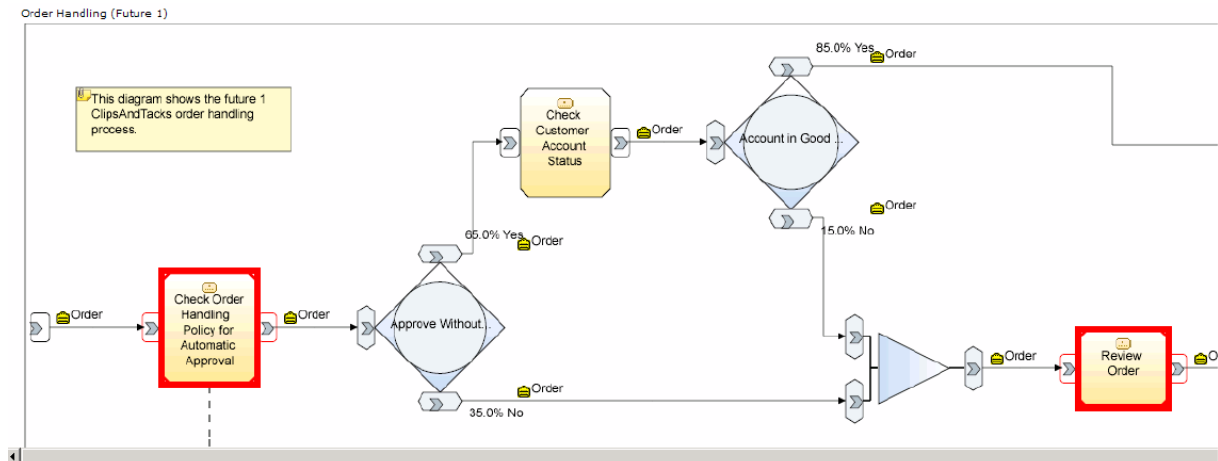 Order Handling (Future 1)
This diagram shows the future 1
ClipsAndTacks order handling
process.
85.0% Yes
Order
Check
Customer
Account
Status
Order
Account in Good ...
Order
15.0% No
65.0% Yes
Order
Order
Check Order
Handling
Policy for
Automatic
Approval
Order
Approve Without...
Order
35.0% No
Order
Review
Order
O